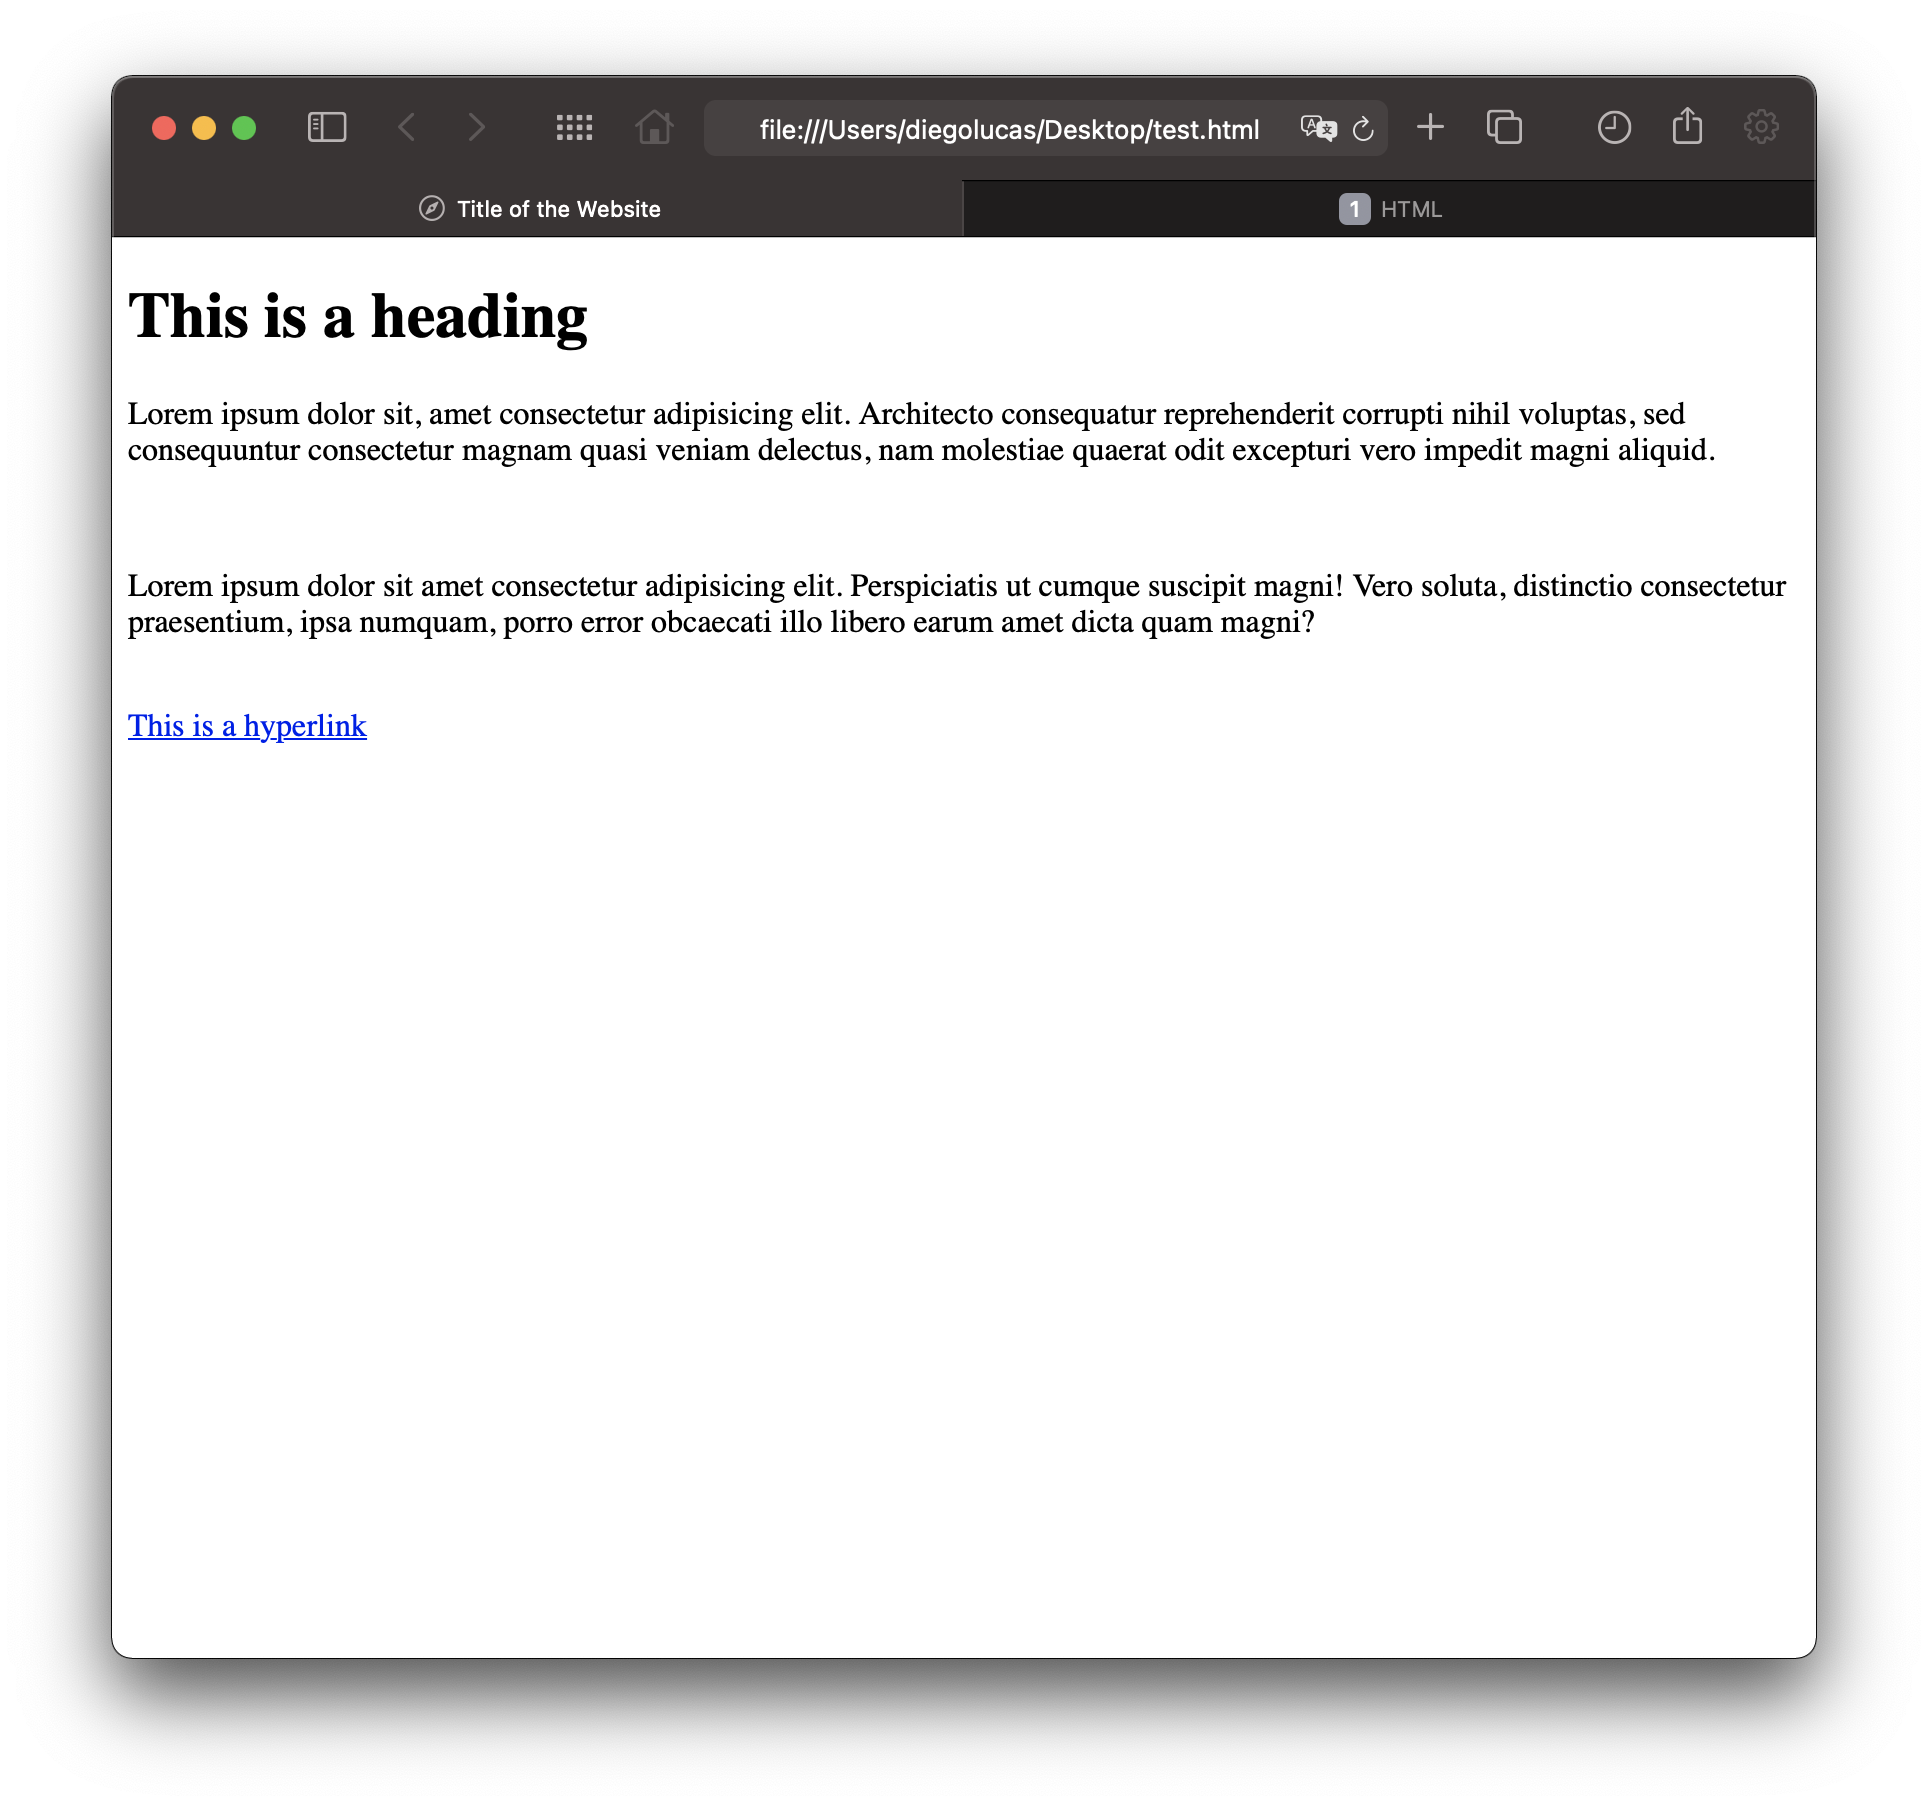 file:///Users/diegolucas/Desktop/test.html
Title of the Website
1 HTML
This is a heading
Lorem ipsum dolor sit, amet consectetur adipisicing elit. Architecto consequatur reprehenderit corrupti nihil voluptas, sed
consequuntur consectetur magnam quasi veniam delectus, nam molestiae quaerat odit excepturi vero impedit magni aliquid.
Lorem ipsum dolor sit amet consectetur adipisicing elit. Perspiciatis ut cumque suscipit magni! Vero soluta, distinctio consectetur
praesentium, ipsa numquam, porro error obcaecati illo libero earum amet dicta quam magni?
This is a hyperlink